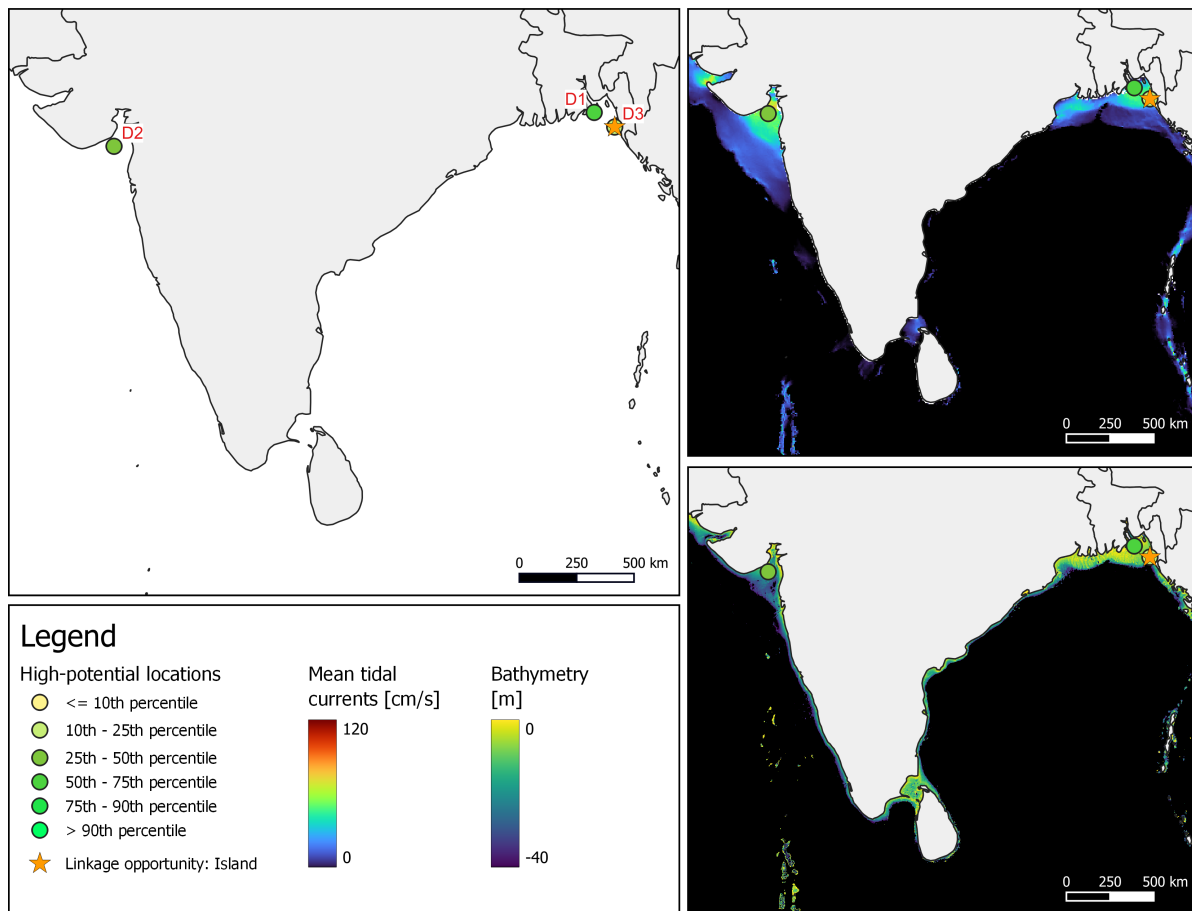 D1
D3
D2
0 250 500 km
0 250 500 km
0 250 500 km
Legend
High-potential locations
<= 10th percentile
10th - 25th percentile
25th - 50th percentile
50th - 75th percentile
75th - 90th percentile
> 90th percentile
Linkage opportunity: Island
Mean tidal
currents [cm/s]
120
0
Bathymetry
[m]
0
-40